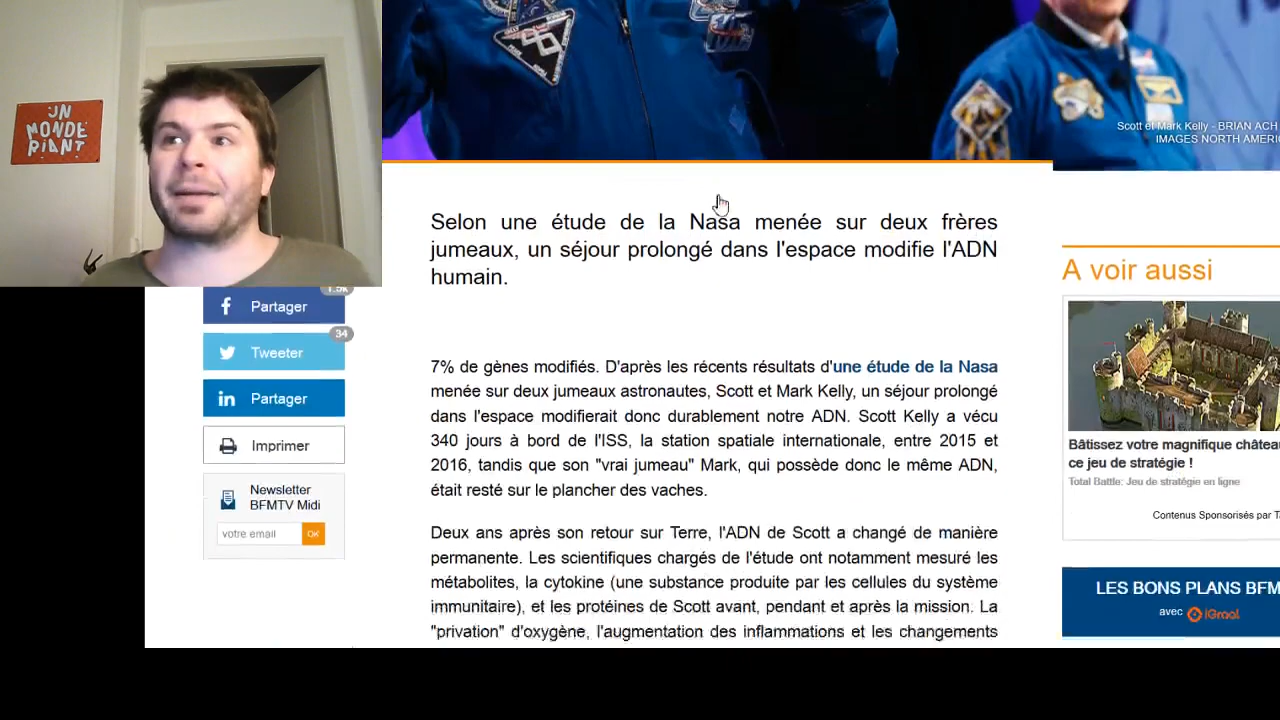 UN
MONDE
RIANT
Scott et Mark Kelly - BRIAN ACH
IMAGES NORTH AMERIC
Selon une étude de la Nasa menée sur deux frères
jumeaux, un séjour prolongé dans l'espace modifie l'ADN
humain.
1.5k
Partager
34
Tweeter
Partager
Imprimer
Newsletter
BFMTV Midi
votre email
OK
7% de gènes modifiés. D'après les récents résultats d'une étude de la Nasa
menée sur deux jumeaux astronautes, Scott et Mark Kelly, un séjour prolongé
dans l'espace modifierait donc durablement notre ADN. Scott Kelly a vécu
340 jours à bord de l'ISS, la station spatiale internationale, entre 2015 et
2016, tandis que son "vrai jumeau" Mark, qui possède donc le même ADN,
était resté sur le plancher des vaches.
Deux ans après son retour sur Terre, l'ADN de Scott a changé de manière
permanente. Les scientifiques chargés de l'étude ont notamment mesuré les
métabolites, la cytokine (une substance produite par les cellules du système
immunitaire), et les protéines de Scott avant, pendant et après la mission. La
"privation" d'oxygène, l'augmentation des inflammations et les changements
A voir aussi
Bâtissez votre magnifique château
ce jeu de stratégie !
Total Battle: Jeu de stratégie en ligne
Contenus Sponsorisés par
LES BONS PLANS BFM
avec iGraal